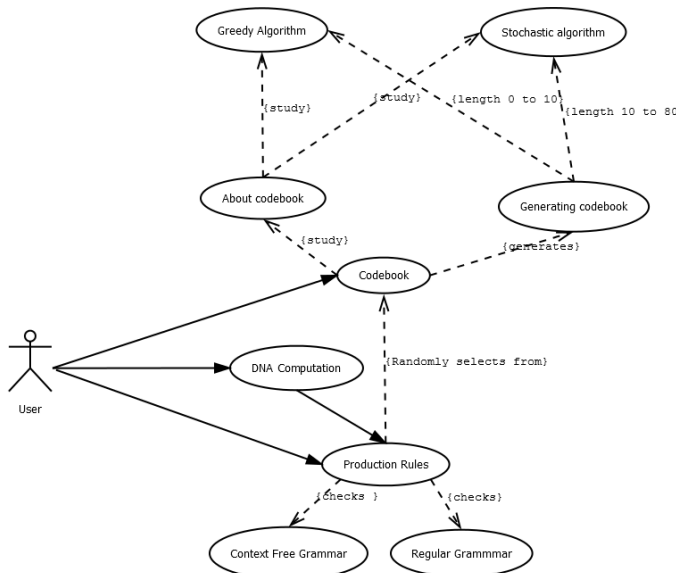 Greedy Algorithm
Stochastic algorithm
{length 0 to 10}
{study}
{study}
{length 10 to 80
About codebook
Generating codebook
{study}
{generates}
Codebook
{Randomly selects from}
DNA Computation
User
Production Rules
{checks }
{checks}
Context Free Grammar
Regular Grammmar